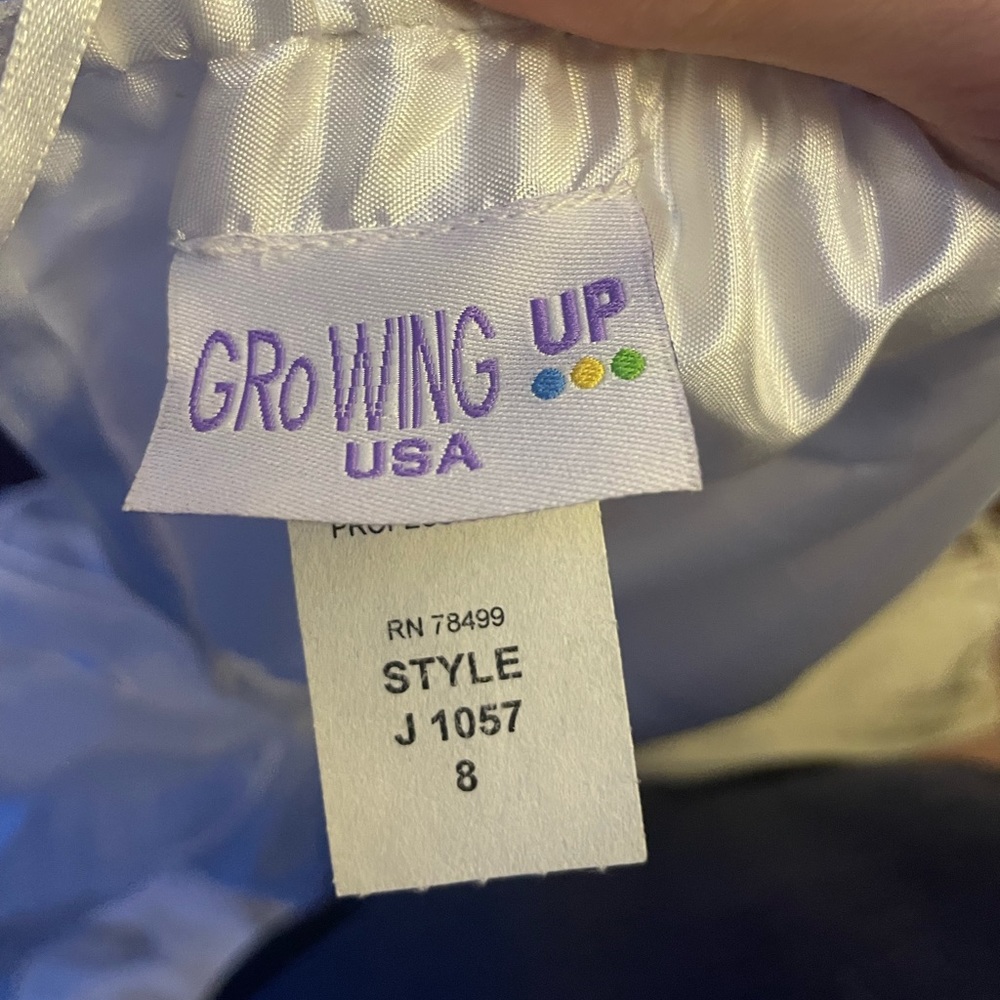 GRoWING UP
USA
RN 78499
STYLE
J 1057
8